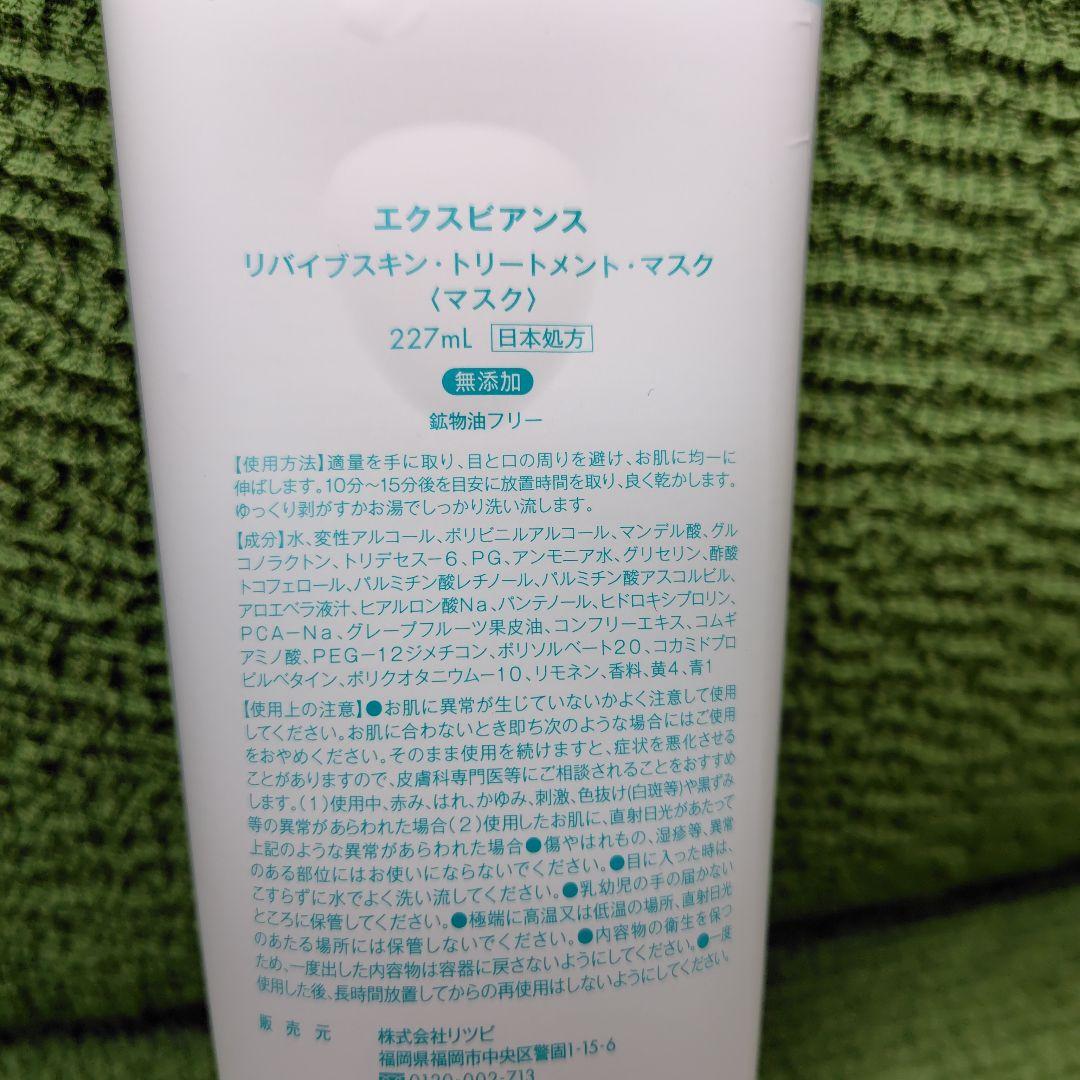 エクスビアンス
リバイブスキン・トリートメント・マスク
〈マスク〉
227mL 日本処方
無添加
鉱物油フリー
【使用方法】適量を手に取り、目と口の周りを避け、お肌に均一に
伸ばします。10分〜15分後を目安に放置時間を取り、良く乾かします。
ゆっくり剥がすかお湯でしっかり洗い流します。
【成分】水、変性アルコール、ポリビニルアルコール、マンデル酸、グル
コノラクトン、トリデセス－6、PG、アンモニア水、グリセリン、酢酸
トコフェロール、パルミチン酸レチノール、パルミチン酸アスコルビル、
アロエベラ液汁、ヒアルロン酸Na、パンテノール、ヒドロキシプロリン、
PCA－Na、グレープフルーツ果皮油、コンフリーエキス、コムギ
アミノ酸、PEG－12ジメチコン、ポリソルベート20、コカミドプロ
ピルベタイン、ポリクオタニウム－10、リモネン、香料、黄4、青1
【使用上の注意】●お肌に異常が生じていないかよく注意して使用
してください。お肌に合わないとき即ち次のような場合にはご使用
をおやめください。そのまま使用を続けますと、症状を悪化させる
ことがありますので、皮膚科専門医等にご相談されることをおすすめ
します。（1）使用中、赤み、はれ、かゆみ、刺激、色抜け(白斑等)や黒ずみ
等の異常があらわれた場合（2）使用したお肌に、直射日光があたって
上記のような異常があらわれた場合●傷やはれもの、湿疹等、異常
のある部位にはお使いにならないでください。●目に入った時は、
こすらずに水でよく洗い流してください。●乳幼児の手の届かない
ところに保管してください。●極端に高温又は低温の場所、直射日光
のあたる場所には保管しないでください。●内容物の衛生を保つ
ため、一度出した内容物は容器に戻さないようにしてください。●一度
使用した後、長時間放置してからの再使用はしないようにしてください。
販売元 株式会社リツビ
福岡県福岡市中央区警固1-15-6
0120-002-713